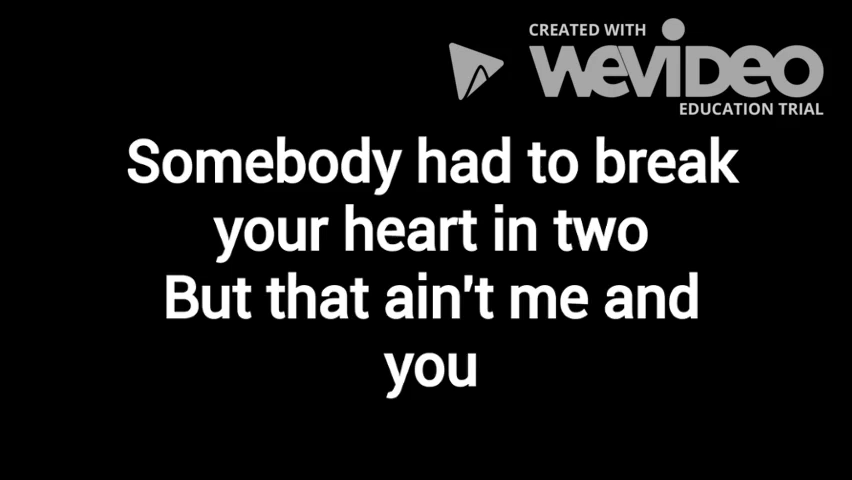 CREATED WITH
WEVIDEO
EDUCATION TRIAL
Somebody had to break
your heart in two
But that ain't me and
you